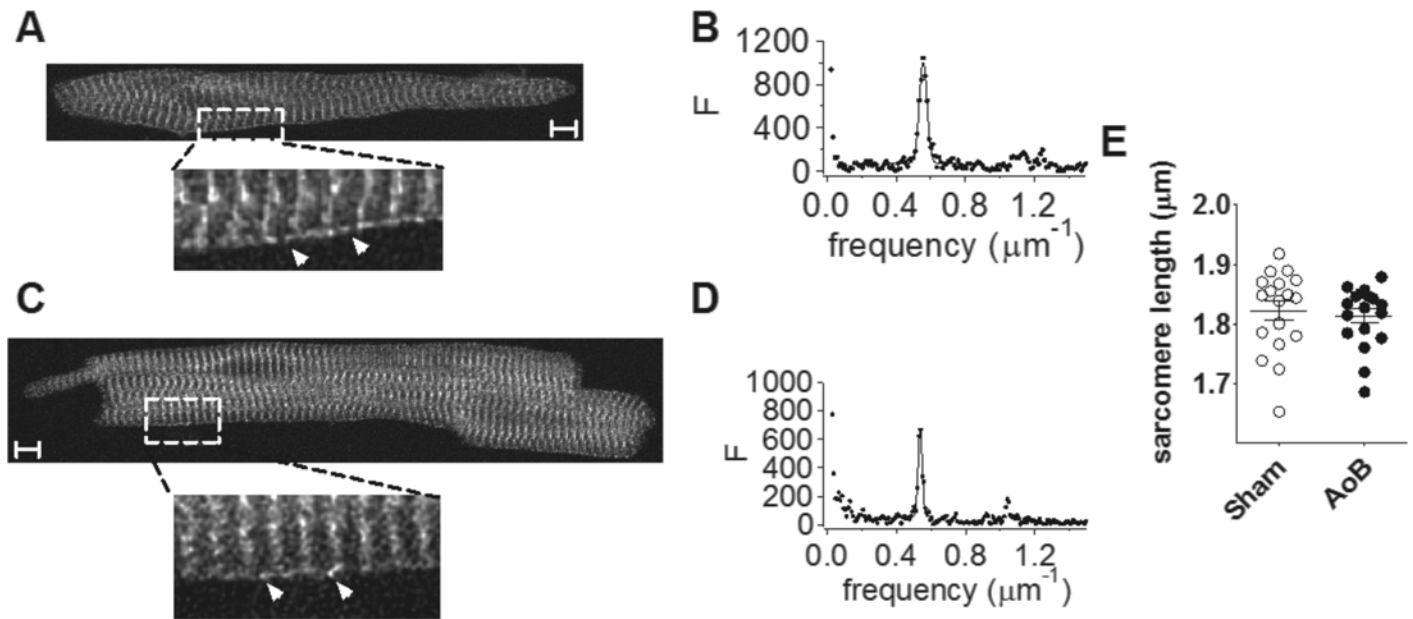 A
B
1200
800
400
0
F
0.0 0.4 0.8 1.2
frequency (μm⁻¹)
C
D
1000
800
600
400
200
0
F
0.0 0.4 0.8 1.2
frequency (μm⁻¹)
E
2.0
1.9
1.8
1.7
sarcomere length (μm)
Sham
AoB